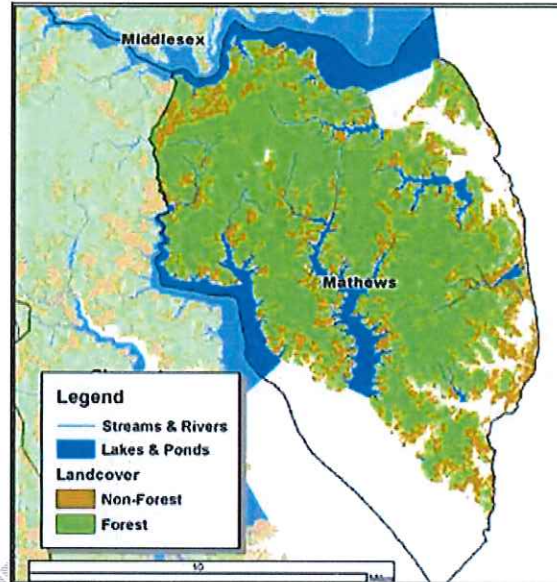 Middlesex
Mathews
Legend
Streams & Rivers
Lakes & Ponds
Landcover
Non-Forest
Forest
10